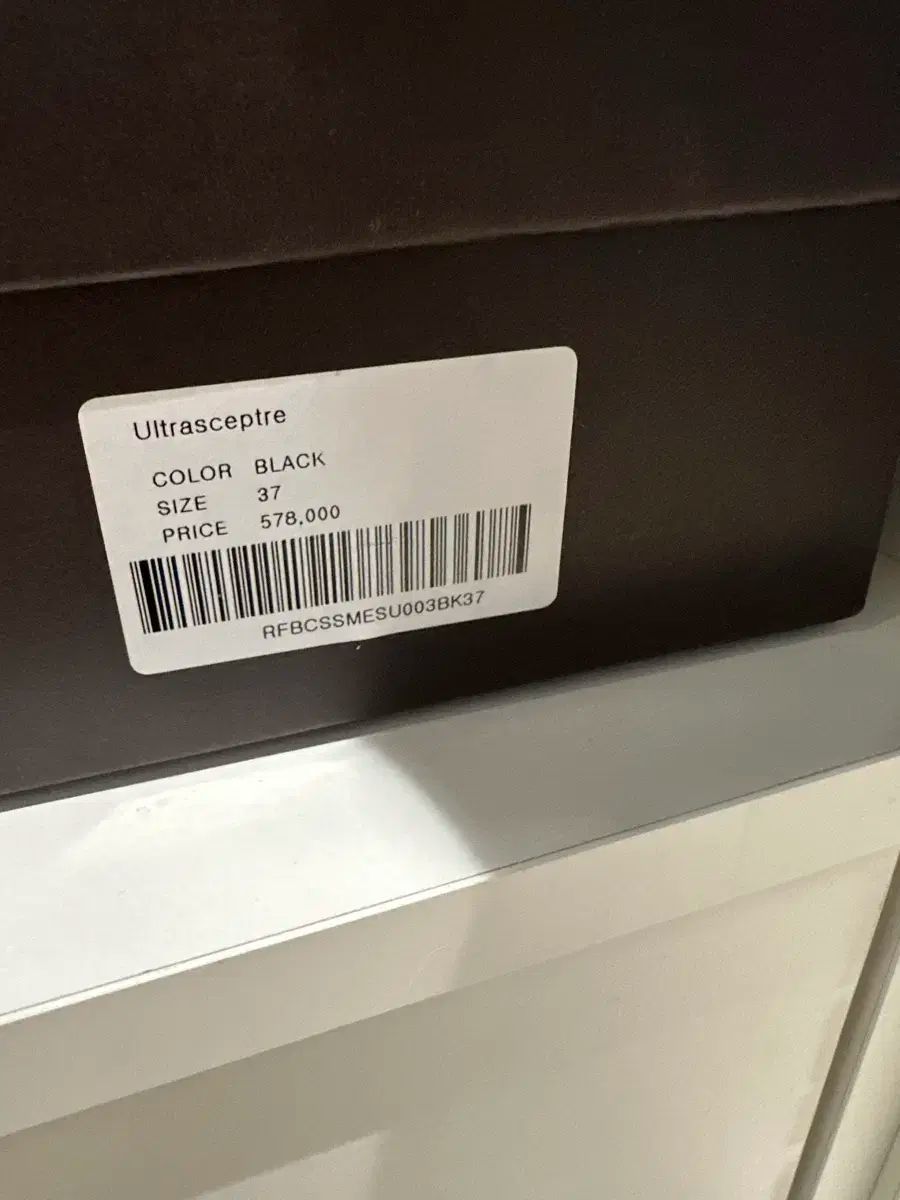 Ultrasceptre
COLOR BLACK
SIZE 37
PRICE 578,000
RFBCSSMESU003BK37